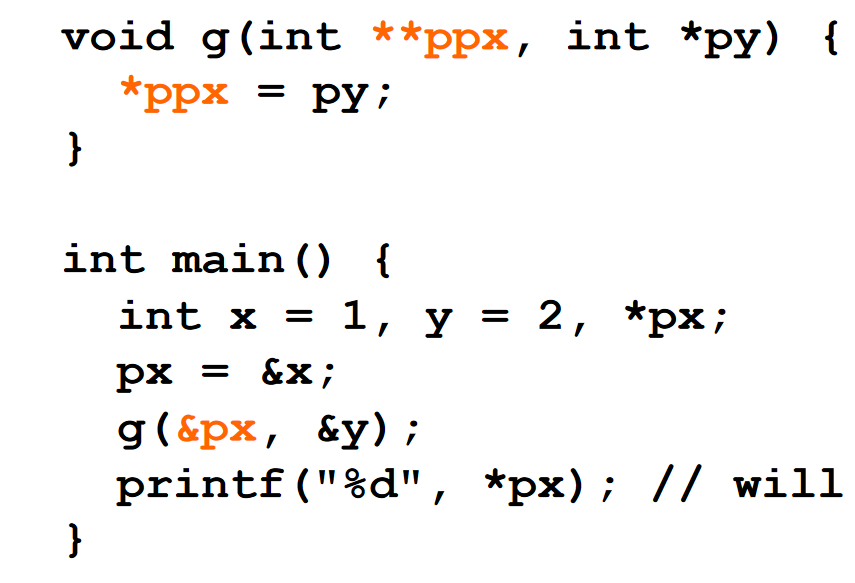 void g(int **ppx, int *py) {
*ppx = py;
}
int main() {
int x = 1, y = 2, *px;
px = &x;
g(&px, &y);
printf("%d", *px); // will
}